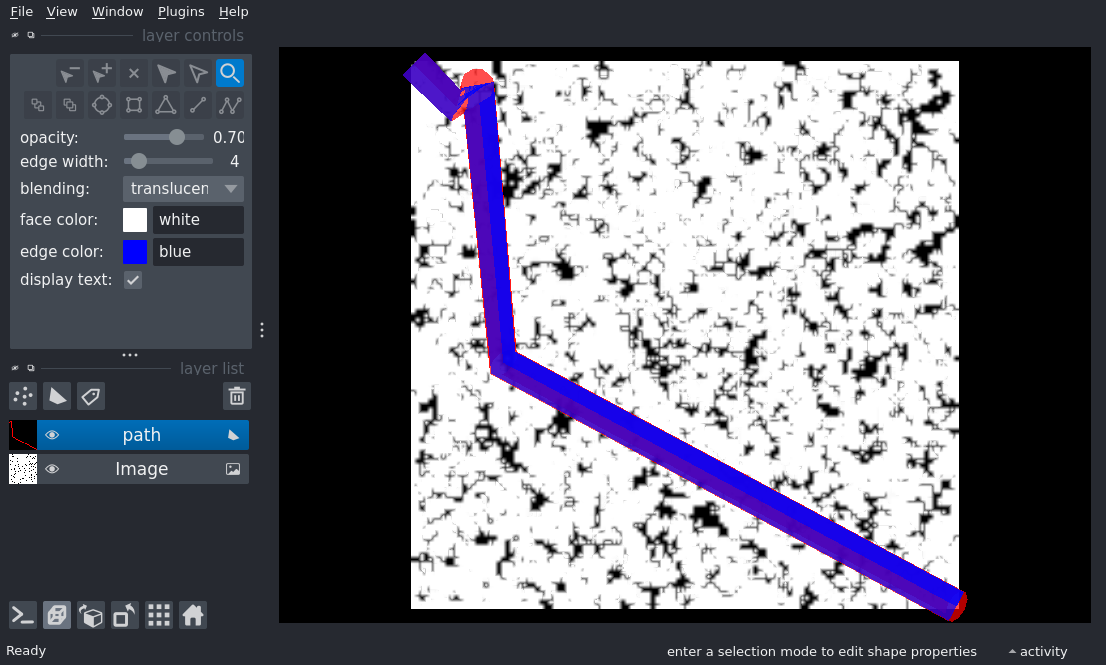 File View Window Plugins Help
layer controls
opacity: 0.70
edge width: 4
blending: translucen
face color: white
edge color: blue
display text:
layer list
path
Image
Ready
enter a selection mode to edit shape properties
activity